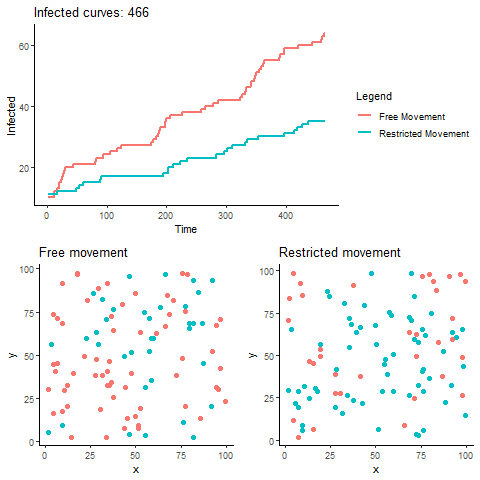 Infected curves: 466
60
40
20
Infected
0
100
200
300
400
Time
Legend
Free Movement
Restricted Movement
Free movement
100
75
50
25
0
y
0
25
50
75
100
x
Restricted movement
100
75
50
25
0
y
0
25
50
75
100
x